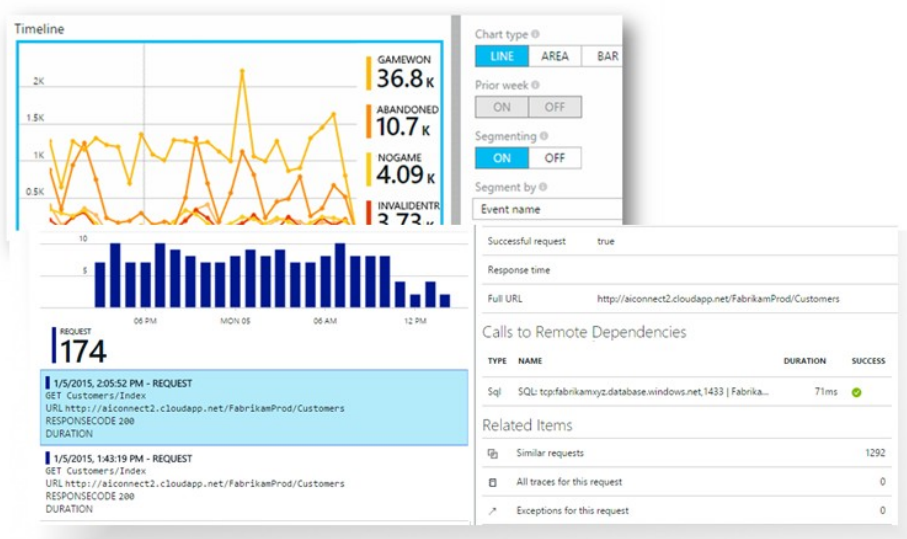 Timeline
2K
1.5K
1K
0.5K
GAMEWON
36.8 K
ABANDONED
10.7 K
NOGAME
4.09 K
INVALIDENTR
3.73 K
Chart type
LINE AREA BAR
Prior week
ON OFF
Segmenting
ON OFF
Segment by
Event name
10
5
06 PM MON 05 06 AM 12 PM
REQUEST
174
1/5/2015, 2:05:52 PM - REQUEST
GET Customers/Index
URL http://aiconnect2.cloudapp.net/FabrikamProd/Customers
RESPONSECODE 200
DURATION
1/5/2015, 1:43:19 PM - REQUEST
GET Customers/Index
URL http://aiconnect2.cloudapp.net/FabrikamProd/Customers
RESPONSECODE 200
DURATION
Successful request true
Response time
Full URL http://aiconnect2.cloudapp.net/FabrikamProd/Customers
Calls to Remote Dependencies
TYPE NAME DURATION SUCCESS
Sql SQL: tcp:fabrikamxyz.database.windows.net,1433 | Fabrika... 71ms
Related Items
Similar requests 1292
All traces for this request 0
Exceptions for this request 0